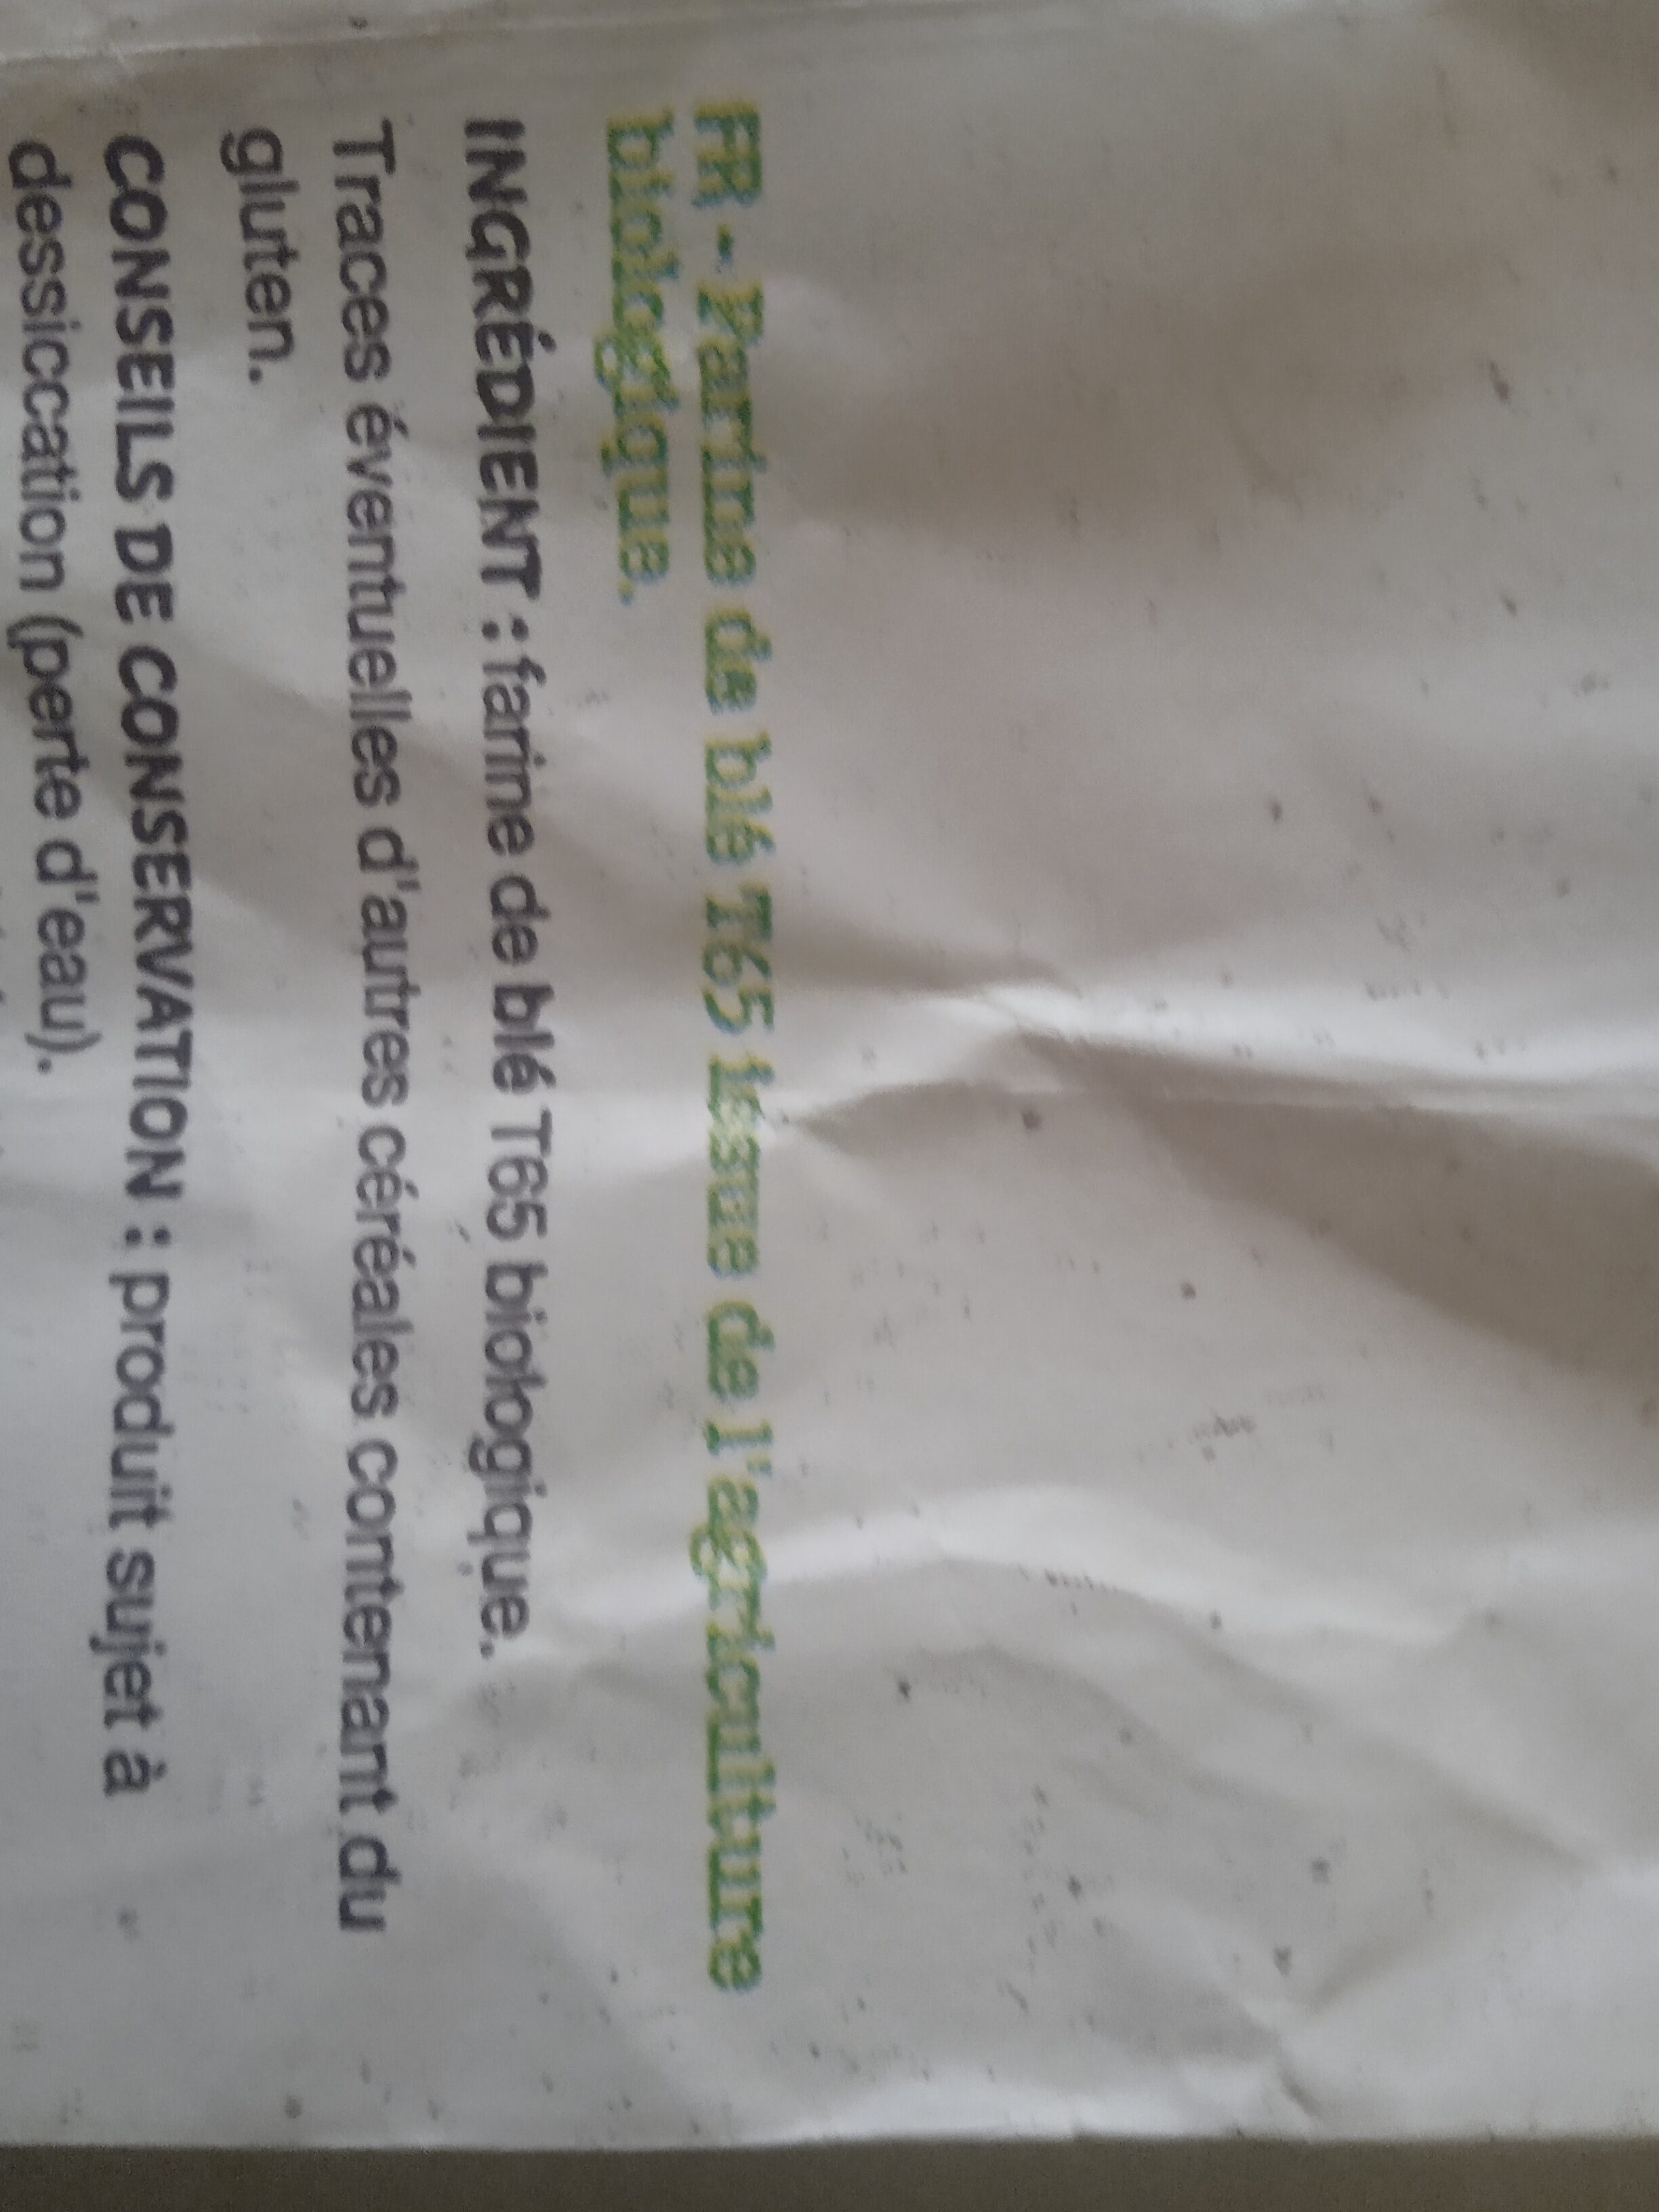 FR - Farine de blé T65 issue de l'agriculture
biologique.
INGRÉDIENT : farine de blé T65 biologique.
Traces éventuelles d'autres céréales contenant du
gluten.
CONSEILS DE CONSERVATION : produit sujet à
dessiccation (perte d'eau).